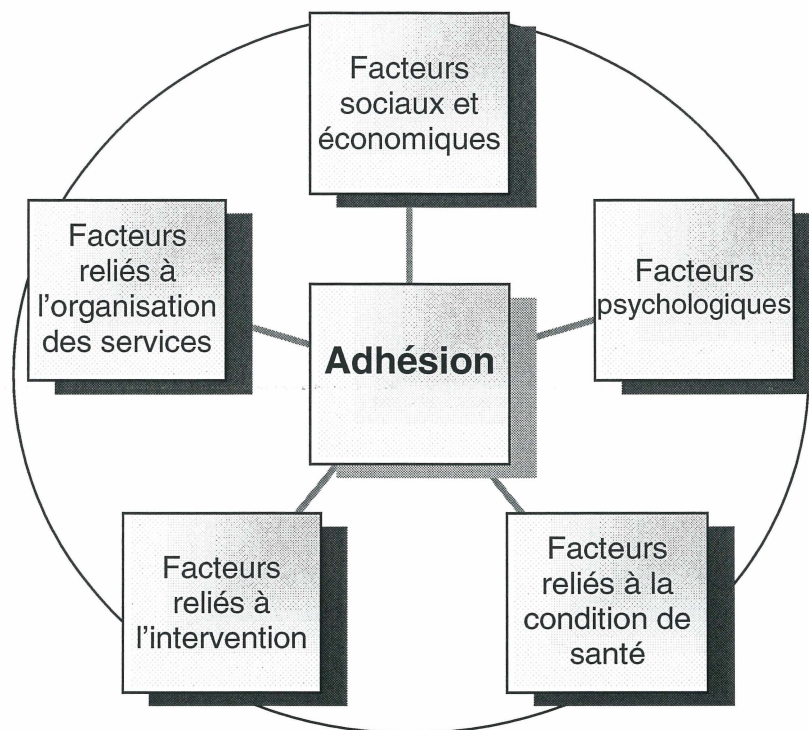 Facteurs
sociaux et
économiques
Facteurs
reliés à
l'organisation
des services
Facteurs
psychologiques
Adhésion
Facteurs
reliés à
l'intervention
Facteurs
reliés à la
condition de
santé